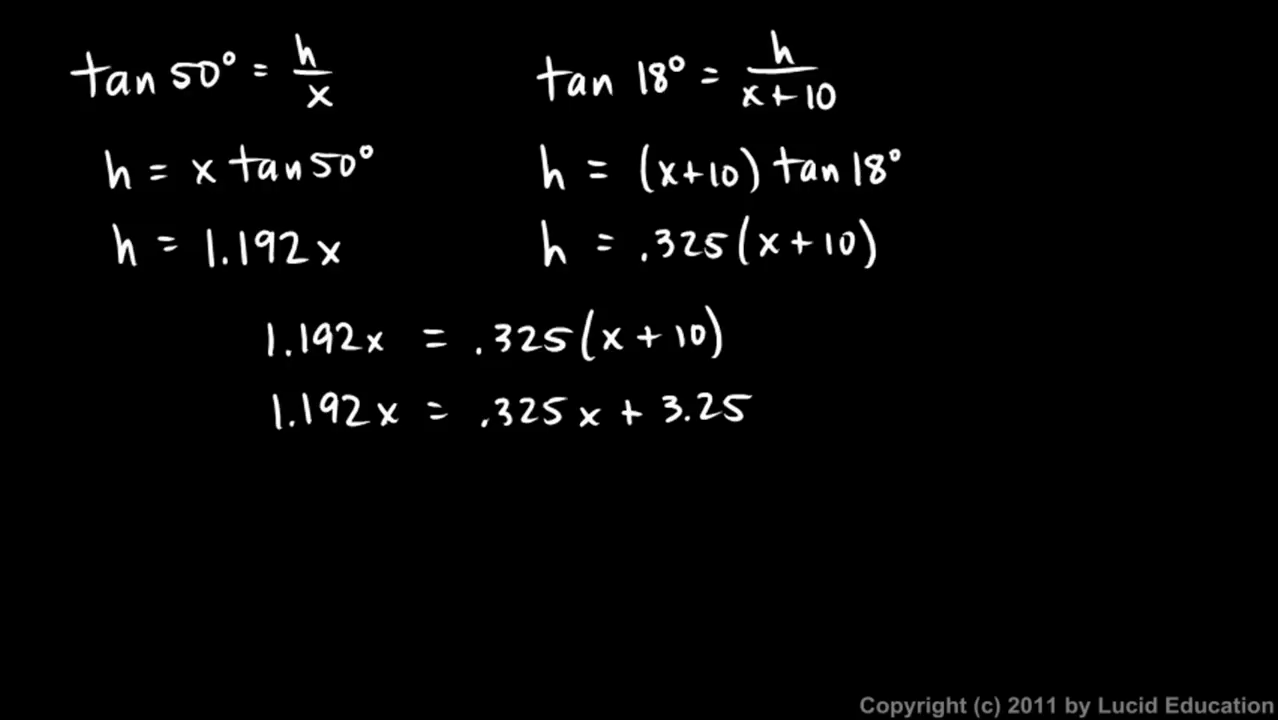 tan 50° = h/x    tan 18° = h/(x + 10)
h = x tan 50°    h = (x+10) tan 18°
h = 1.192x    h = .325(x + 10)
1.192x = .325(x + 10)
1.192x = .325x + 3.25
Copyright (c) 2011 by Lucid Education